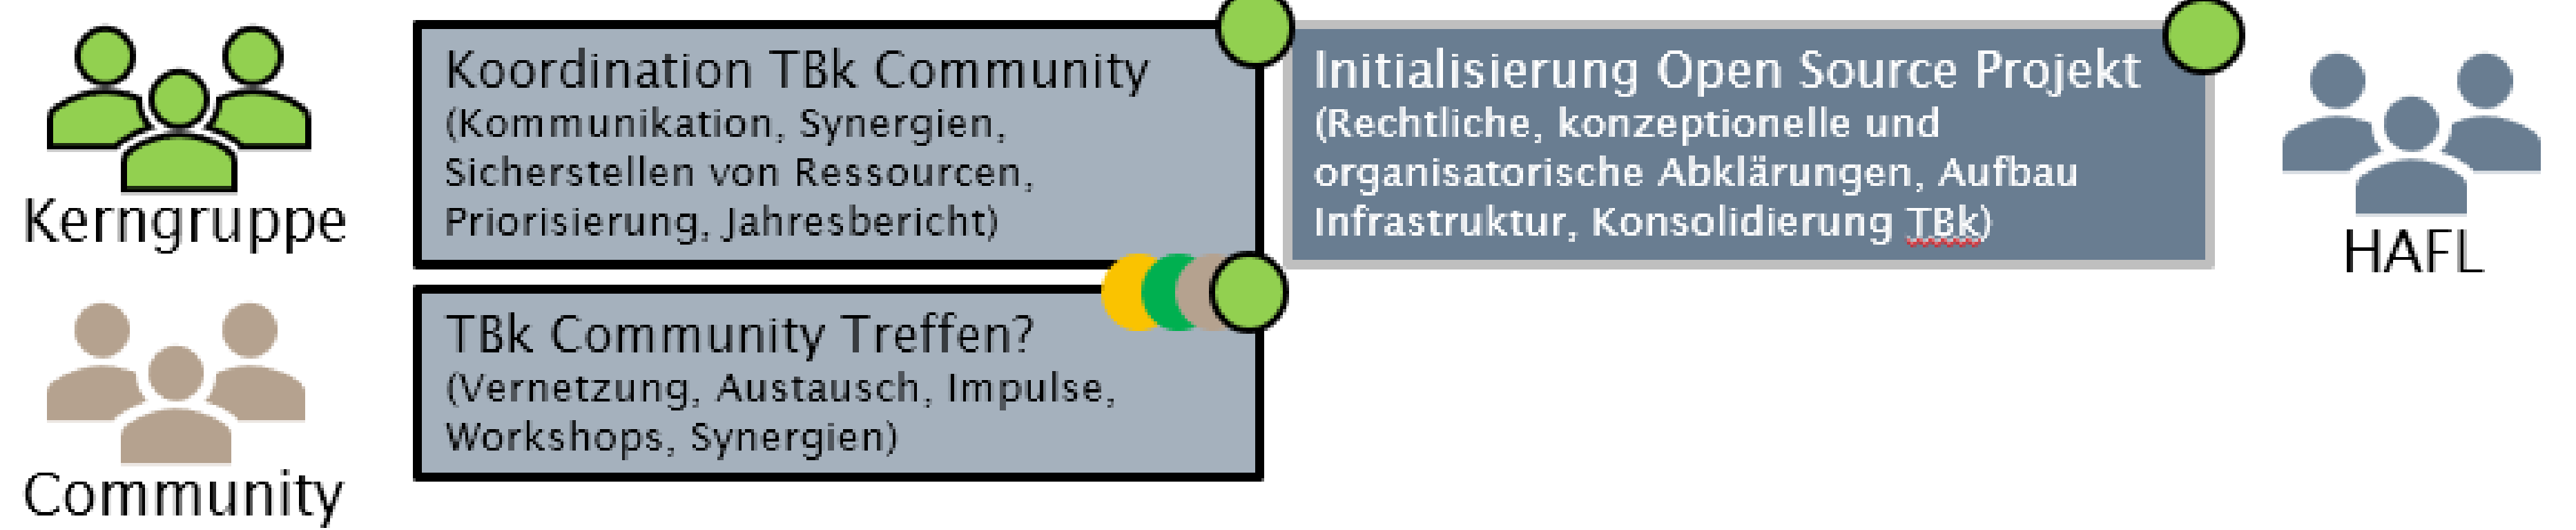 Kerngruppe
Koordination TBk Community
(Kommunikation, Synergien,
Sicherstellen von Ressourcen,
Priorisierung, Jahresbericht)
Initialisierung Open Source Projekt
(Rechtliche, konzeptionelle und
organisatorische Abklärungen, Aufbau
Infrastruktur, Konsolidierung TBk)
HAFL
Community
TBk Community Treffen?
(Vernetzung, Austausch, Impulse,
Workshops, Synergien)